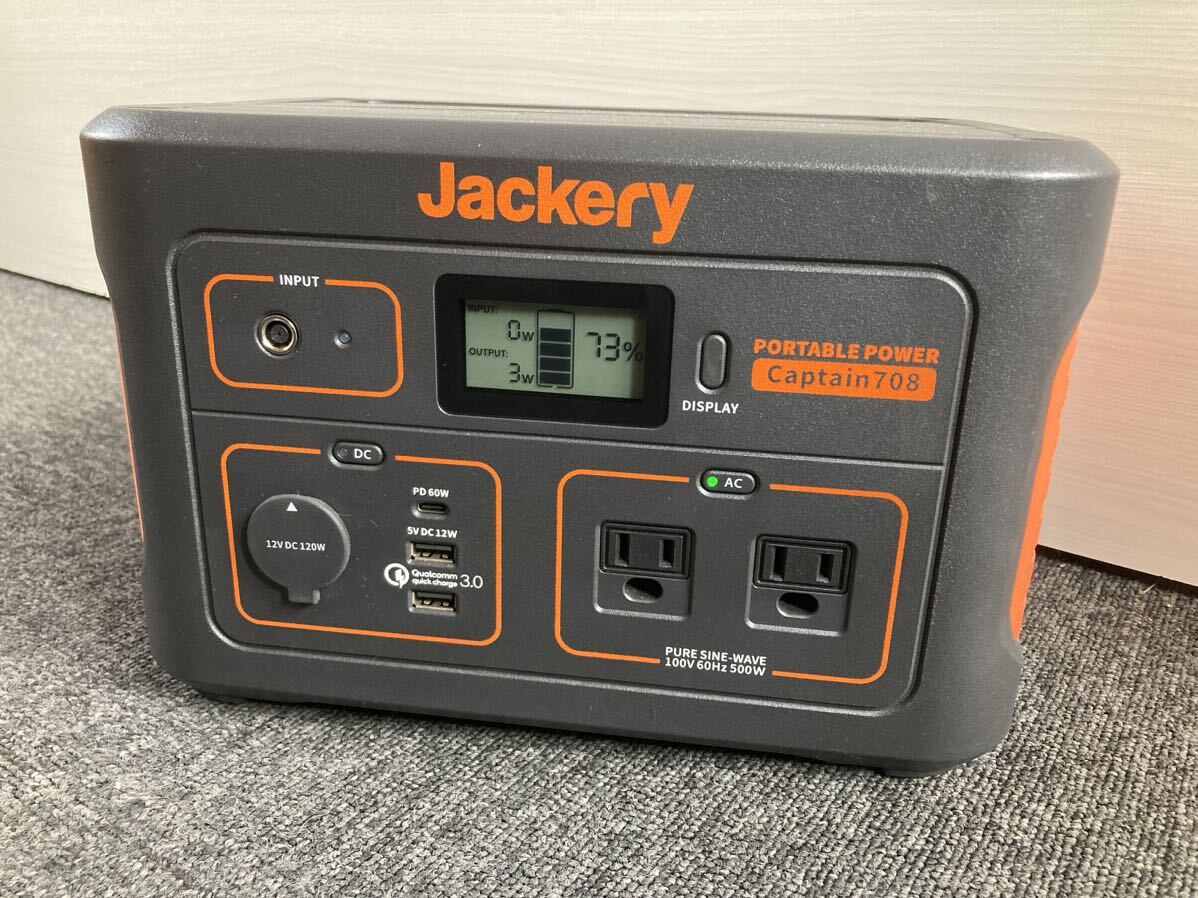 Jackery
INPUT
INPUT:
0W
OUTPUT:
3W
73%
DISPLAY
PORTABLE POWER
Captain708
DC
12V DC 120W
PD 60W
5V DC 12W
Qualcomm
quick charge 3.0
AC
PURE SINE-WAVE
100V 60Hz 500W